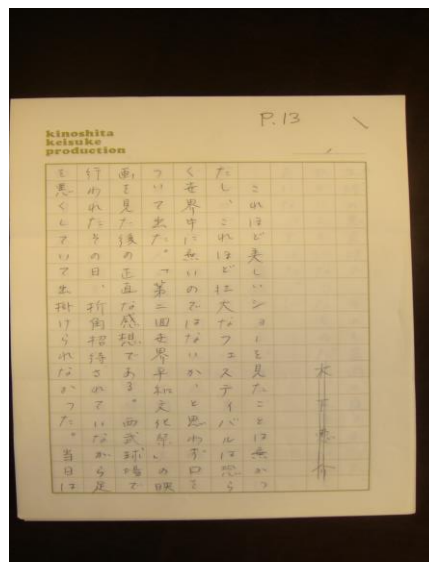 P.13
kinoshita
keisuke
production
木下惠介
これほど美しいショーを見たことは無かつ
たし、これほど壮大なフェスティバルは恐ら
く世界中に無いのではないか、と思わず口を
ついて出た。「第二回世界平和文化祭」の映
画を見た後の正直な感想である。西武球場で
行われたその日、折角招待されていながら足
を悪くしていて出掛けられなかつた。当日は